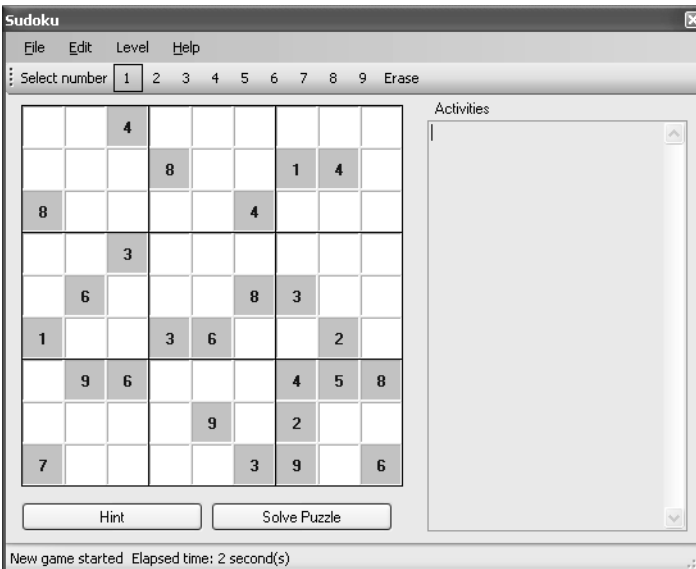 Sudoku
File Edit Level Help
Select number 1 2 3 4 5 6 7 8 9 Erase
Activities
4
8 1 4
8 4
3
6 8 3
1 3 6 2
9 6 4 5 8
9 2
7 3 9 6
Hint Solve Puzzle
New game started Elapsed time: 2 second(s)